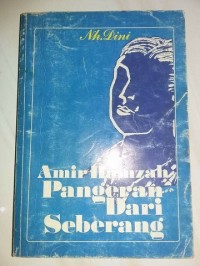 Nh. Dini
Amir Hamzah
Pangeran
Dari
Seberang